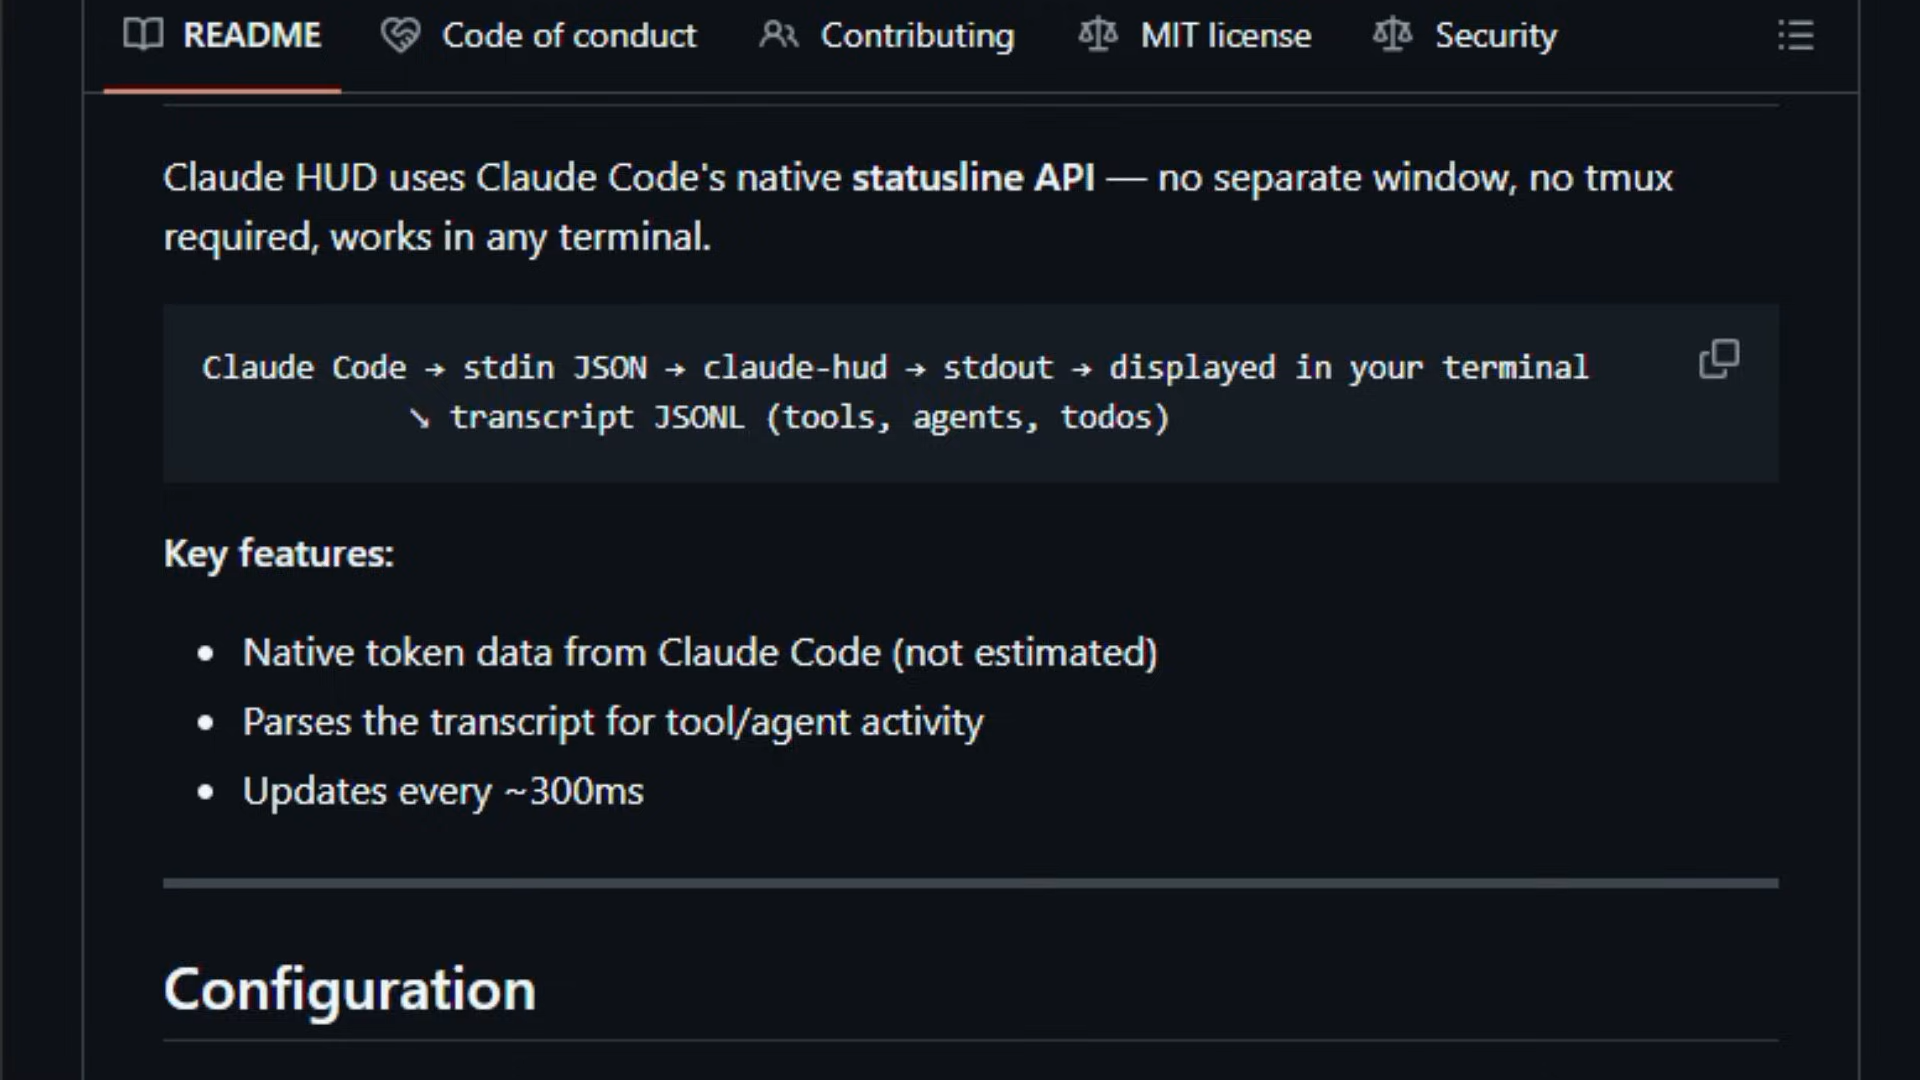 README Code of conduct Contributing MIT license Security
Claude HUD uses Claude Code's native statusline API — no separate window, no tmux
required, works in any terminal.
Claude Code → stdin JSON → claude-hud → stdout → displayed in your terminal
↘ transcript JSONL (tools, agents, todos)
Key features:
• Native token data from Claude Code (not estimated)
• Parses the transcript for tool/agent activity
• Updates every ~300ms
Configuration